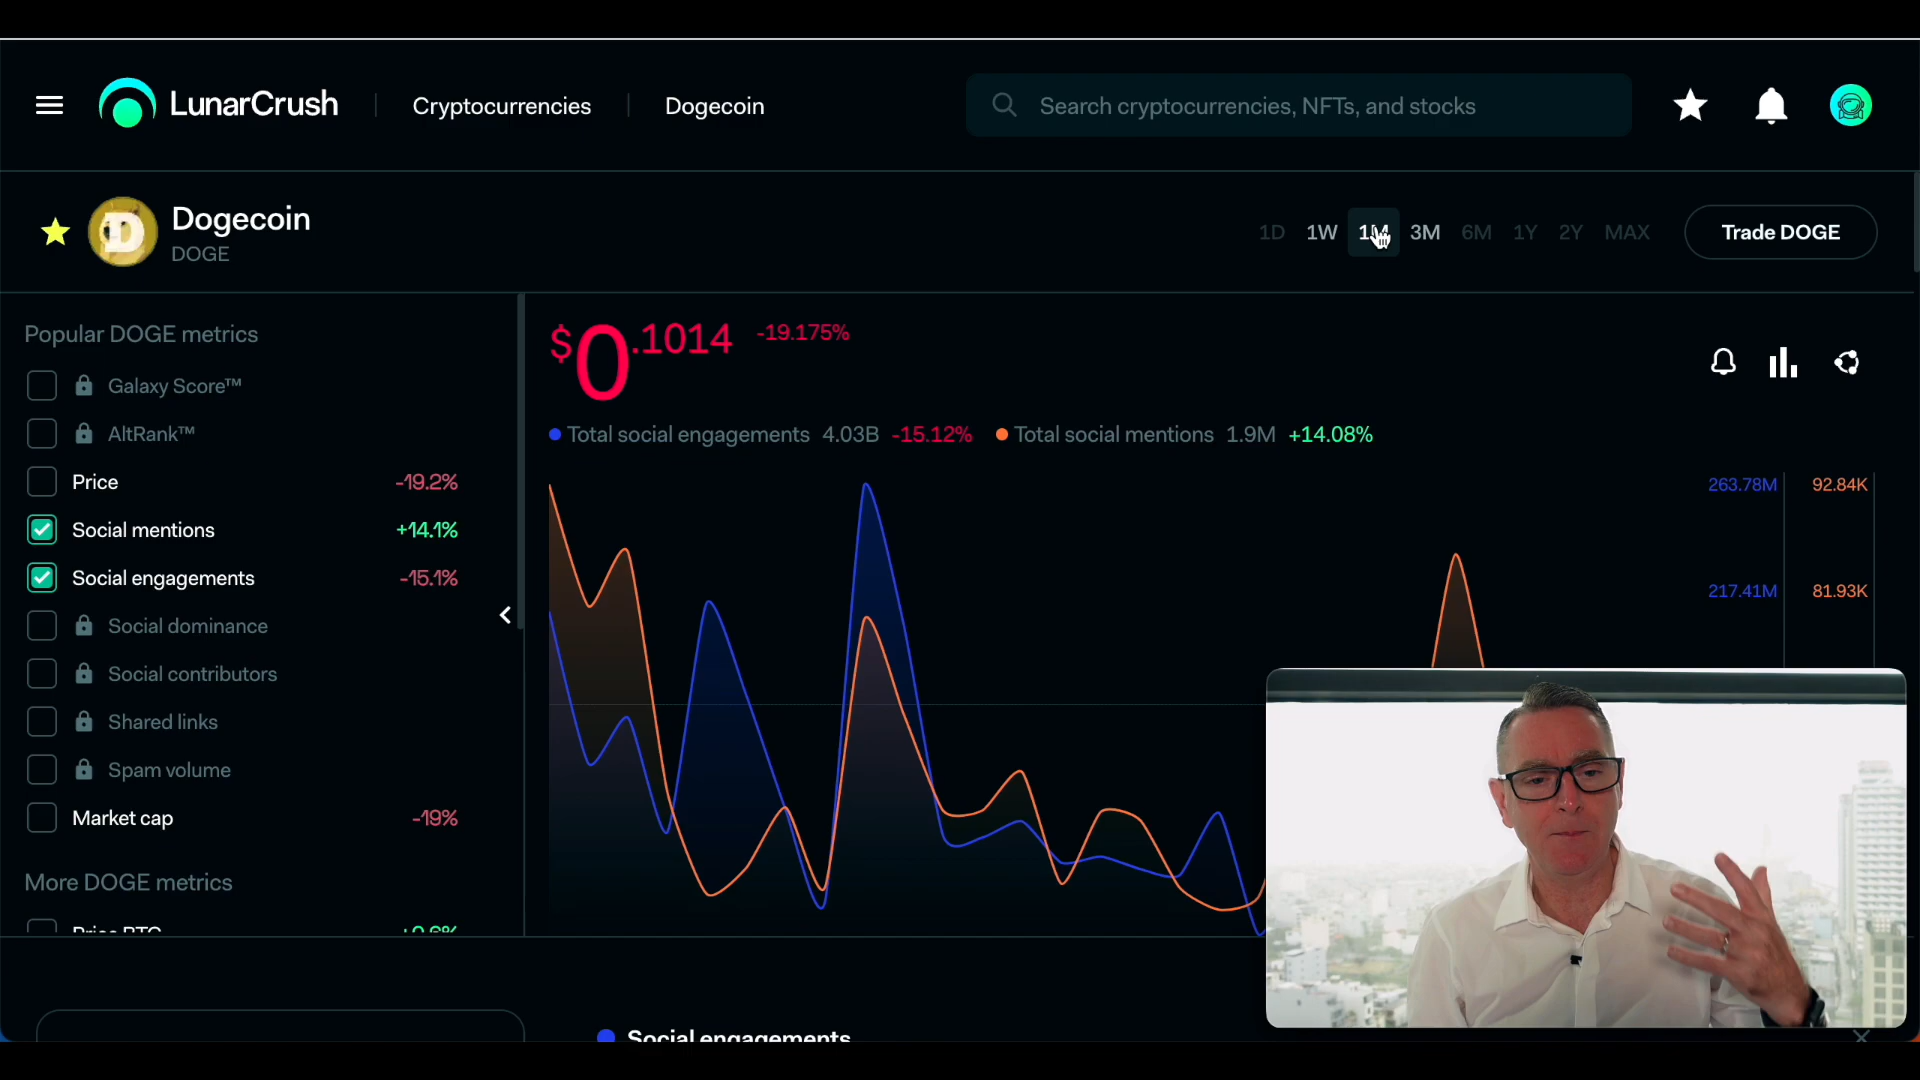 LunarCrush
Cryptocurrencies
Dogecoin
Search cryptocurrencies, NFTs, and stocks
Dogecoin
DOGE
1D 1W 1M 3M 6M 1Y 2Y MAX
Trade DOGE
Popular DOGE metrics
Galaxy Score™
AltRank™
Price -19.2%
Social mentions +14.1%
Social engagements -15.1%
Social dominance
Social contributors
Shared links
Spam volume
Market cap -19%
More DOGE metrics
Price BTC +0.6%
$0.1014 -19.175%
Total social engagements 4.03B -15.12% Total social mentions 1.9M +14.08%
263.78M 92.84K
217.41M 81.93K
Social engagements